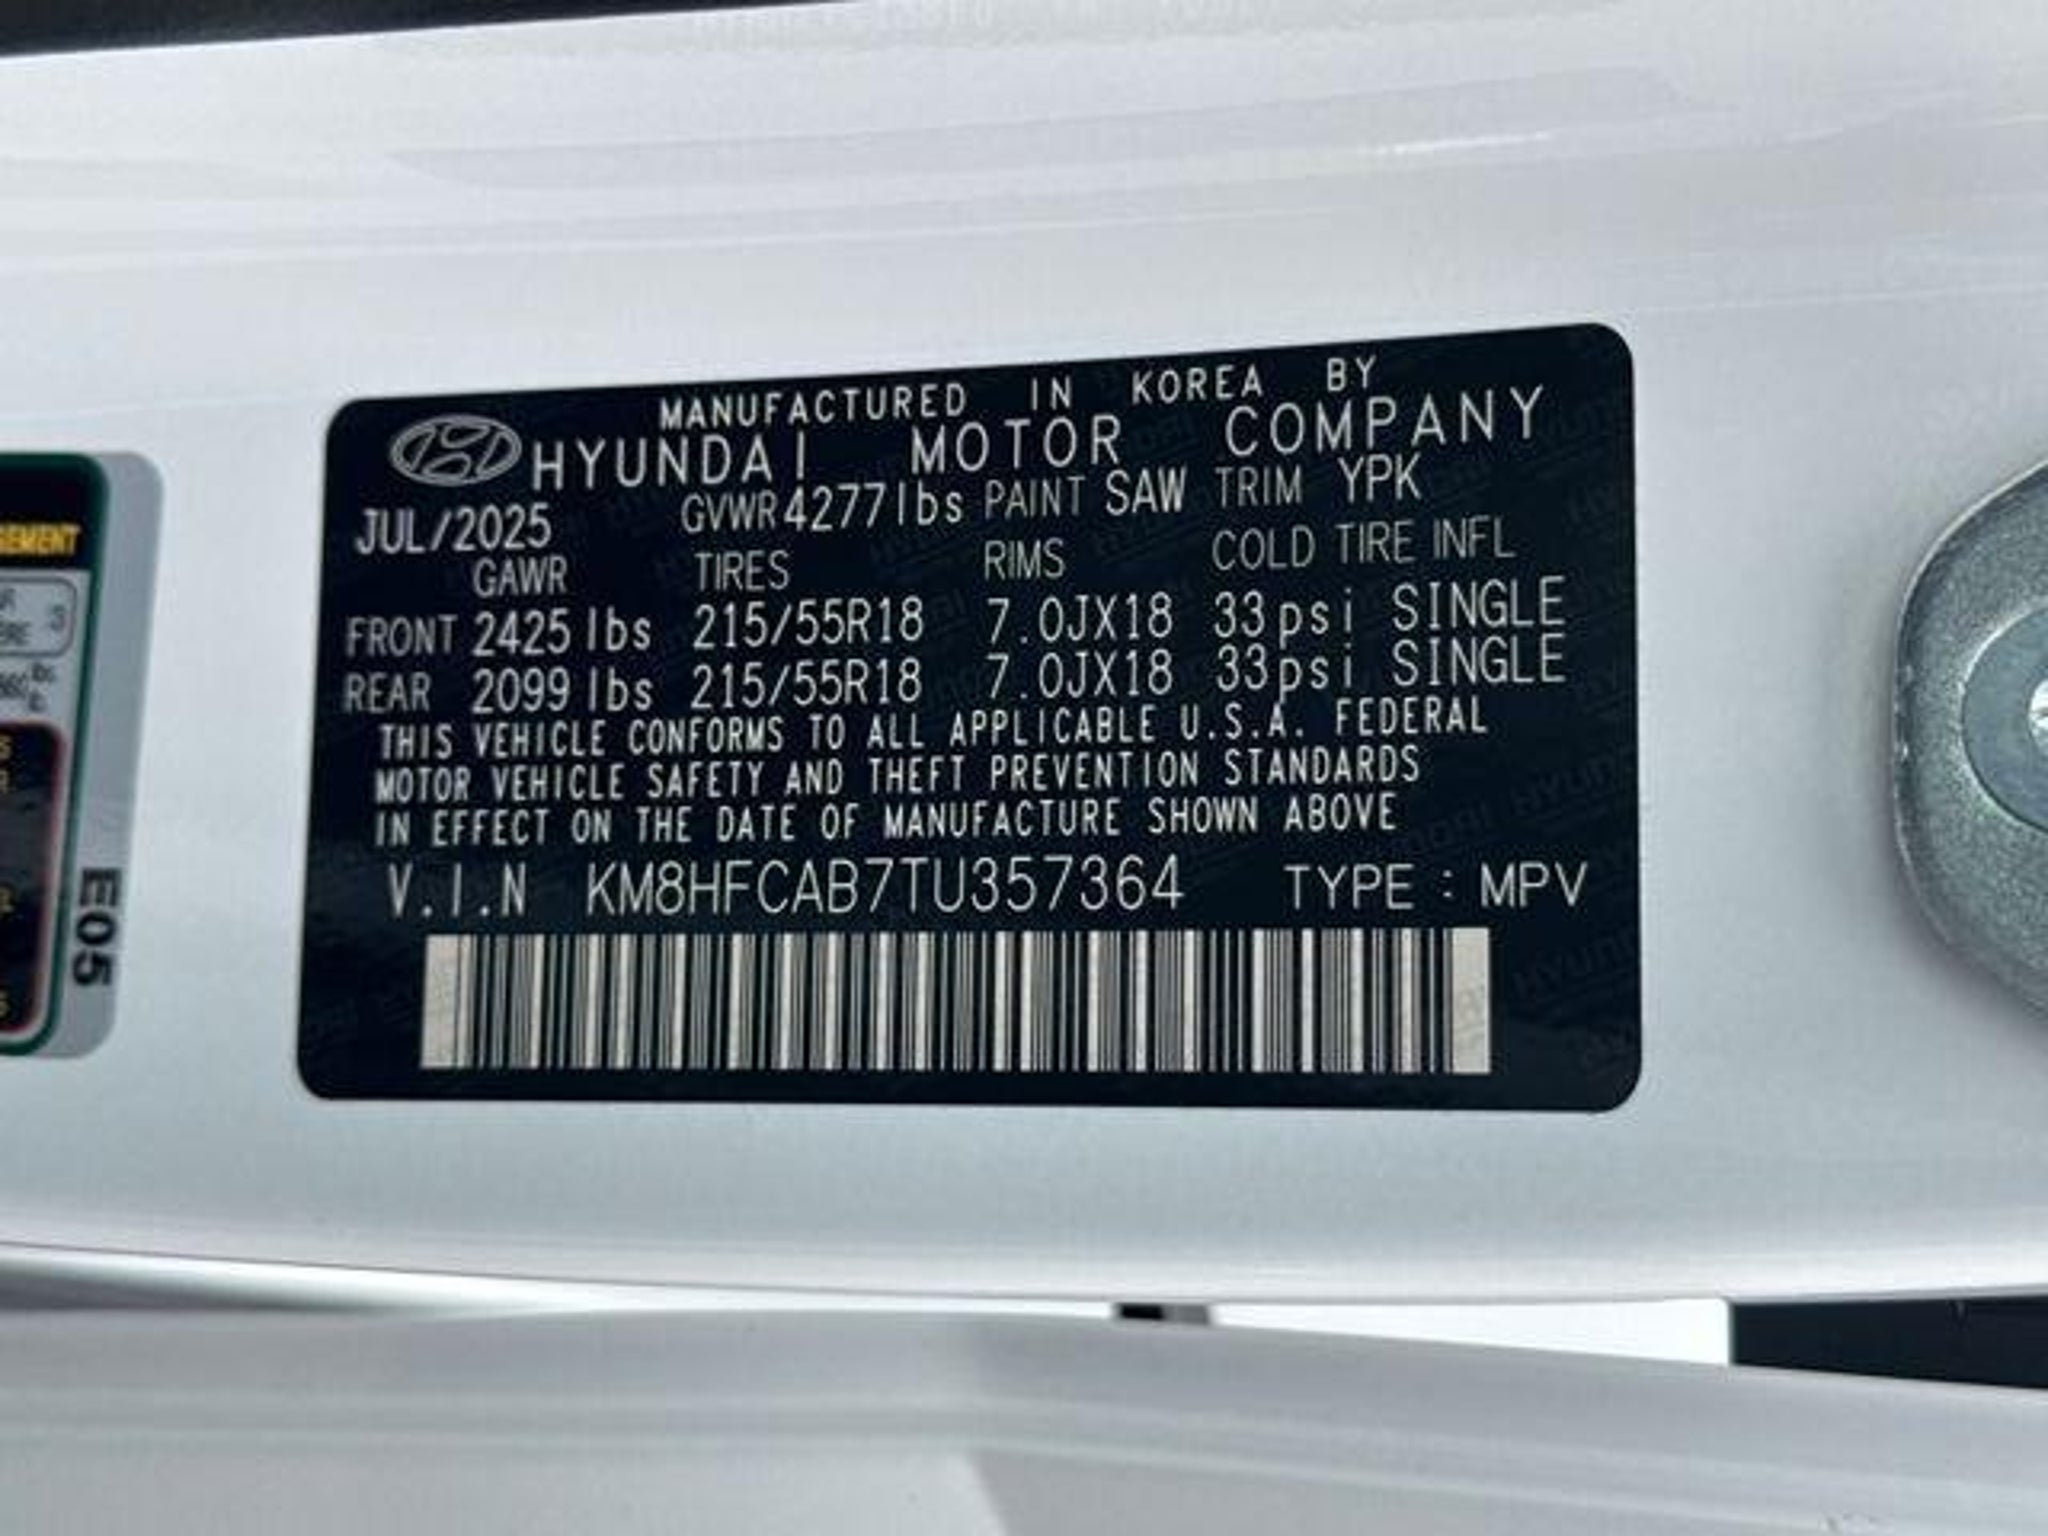 MANUFACTURED IN KOREA BY
HYUNDAI MOTOR COMPANY
JUL/2025 GVWR 4277lbs PAINT SAW TRIM YPK
GAWR TIRES RIMS COLD TIRE INFL
FRONT 2425 lbs 215/55R18 7.0JX18 33psi SINGLE
REAR 2099 lbs 215/55R18 7.0JX18 33psi SINGLE
THIS VEHICLE CONFORMS TO ALL APPLICABLE U.S.A. FEDERAL
MOTOR VEHICLE SAFETY AND THEFT PREVENTION STANDARDS
IN EFFECT ON THE DATE OF MANUFACTURE SHOWN ABOVE
V.I.N KM8HFCAB7TU357364 TYPE : MPV
E05